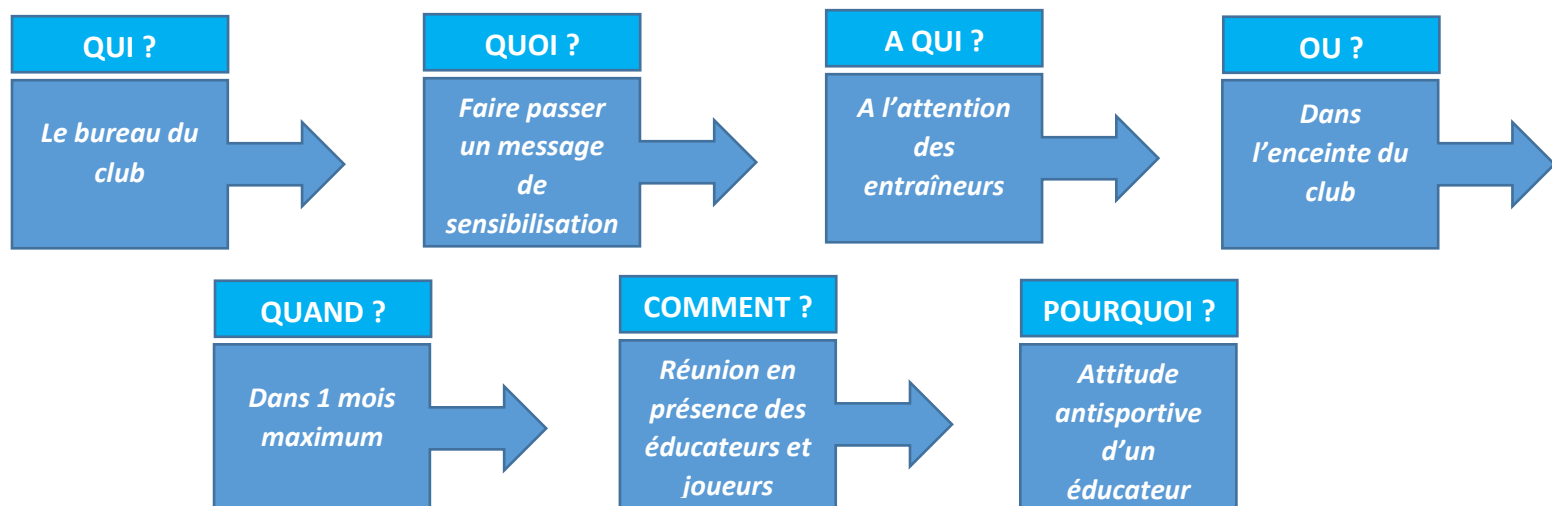 QUI ?
Le bureau du
club
QUOI ?
Faire passer
un message
de
sensibilisation
A QUI ?
A l’attention
des
entraîneurs
OU ?
Dans
l’enceinte du
club
QUAND ?
Dans 1 mois
maximum
COMMENT ?
Réunion en
présence des
éducateurs et
joueurs
POURQUOI ?
Attitude
antisportive
d’un
éducateur